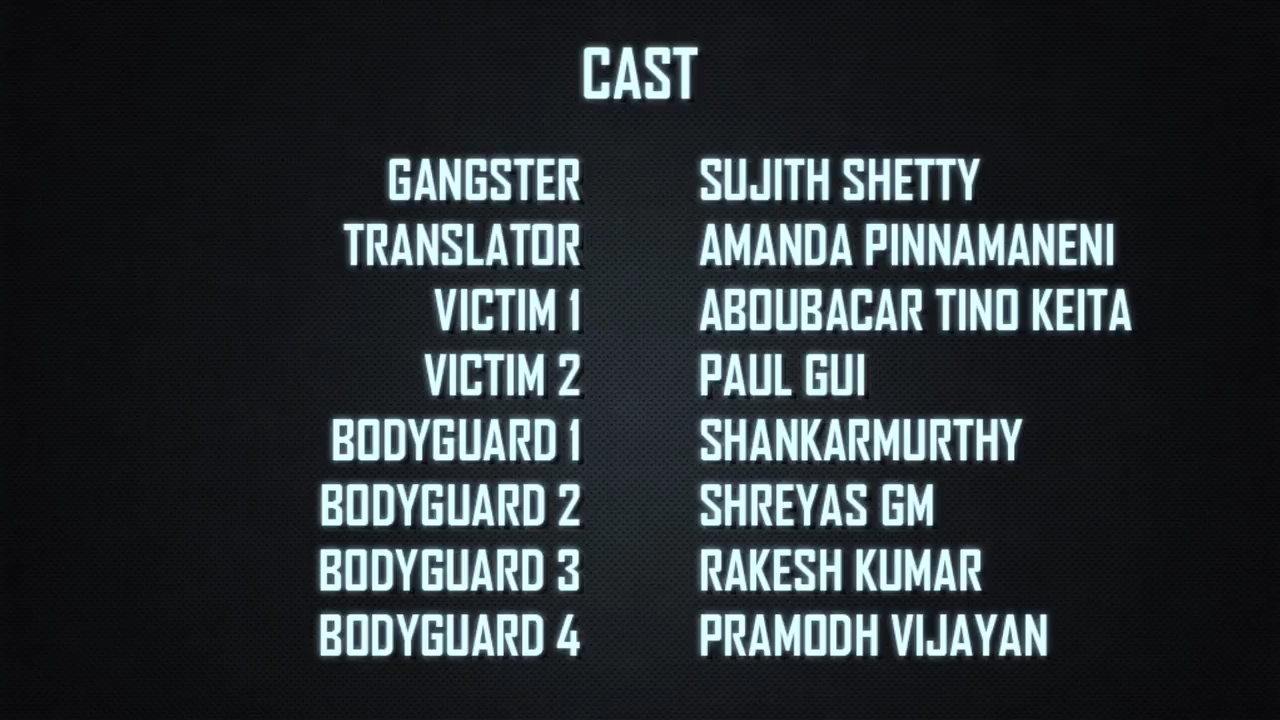 CAST
GANGSTER SUJITH SHETTY
TRANSLATOR AMANDA PINNAMANENI
VICTIM 1 ABOUBACAR TINO KEITA
VICTIM 2 PAUL GUI
BODYGUARD 1 SHANKARMURTHY
BODYGUARD 2 SHREYAS GM
BODYGUARD 3 RAKESH KUMAR
BODYGUARD 4 PRAMODH VIJAYAN